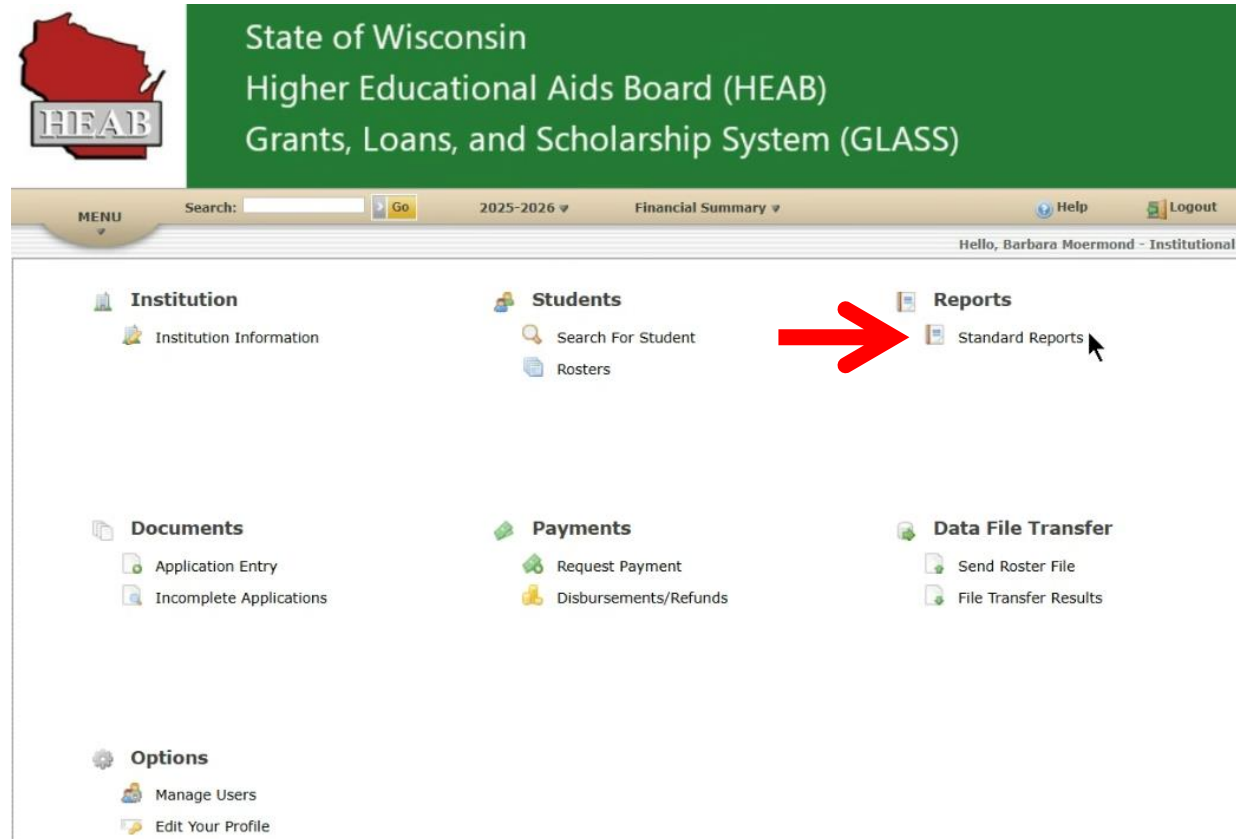 HEAB
State of Wisconsin
Higher Educational Aids Board (HEAB)
Grants, Loans, and Scholarship System (GLASS)
MENU
Search:
Go
2025-2026
Financial Summary
Help
Logout
Hello, Barbara Moermond - Institutional
Institution
Institution Information
Students
Search For Student
Rosters
Reports
Standard Reports
Documents
Application Entry
Incomplete Applications
Payments
Request Payment
Disbursements/Refunds
Data File Transfer
Send Roster File
File Transfer Results
Options
Manage Users
Edit Your Profile